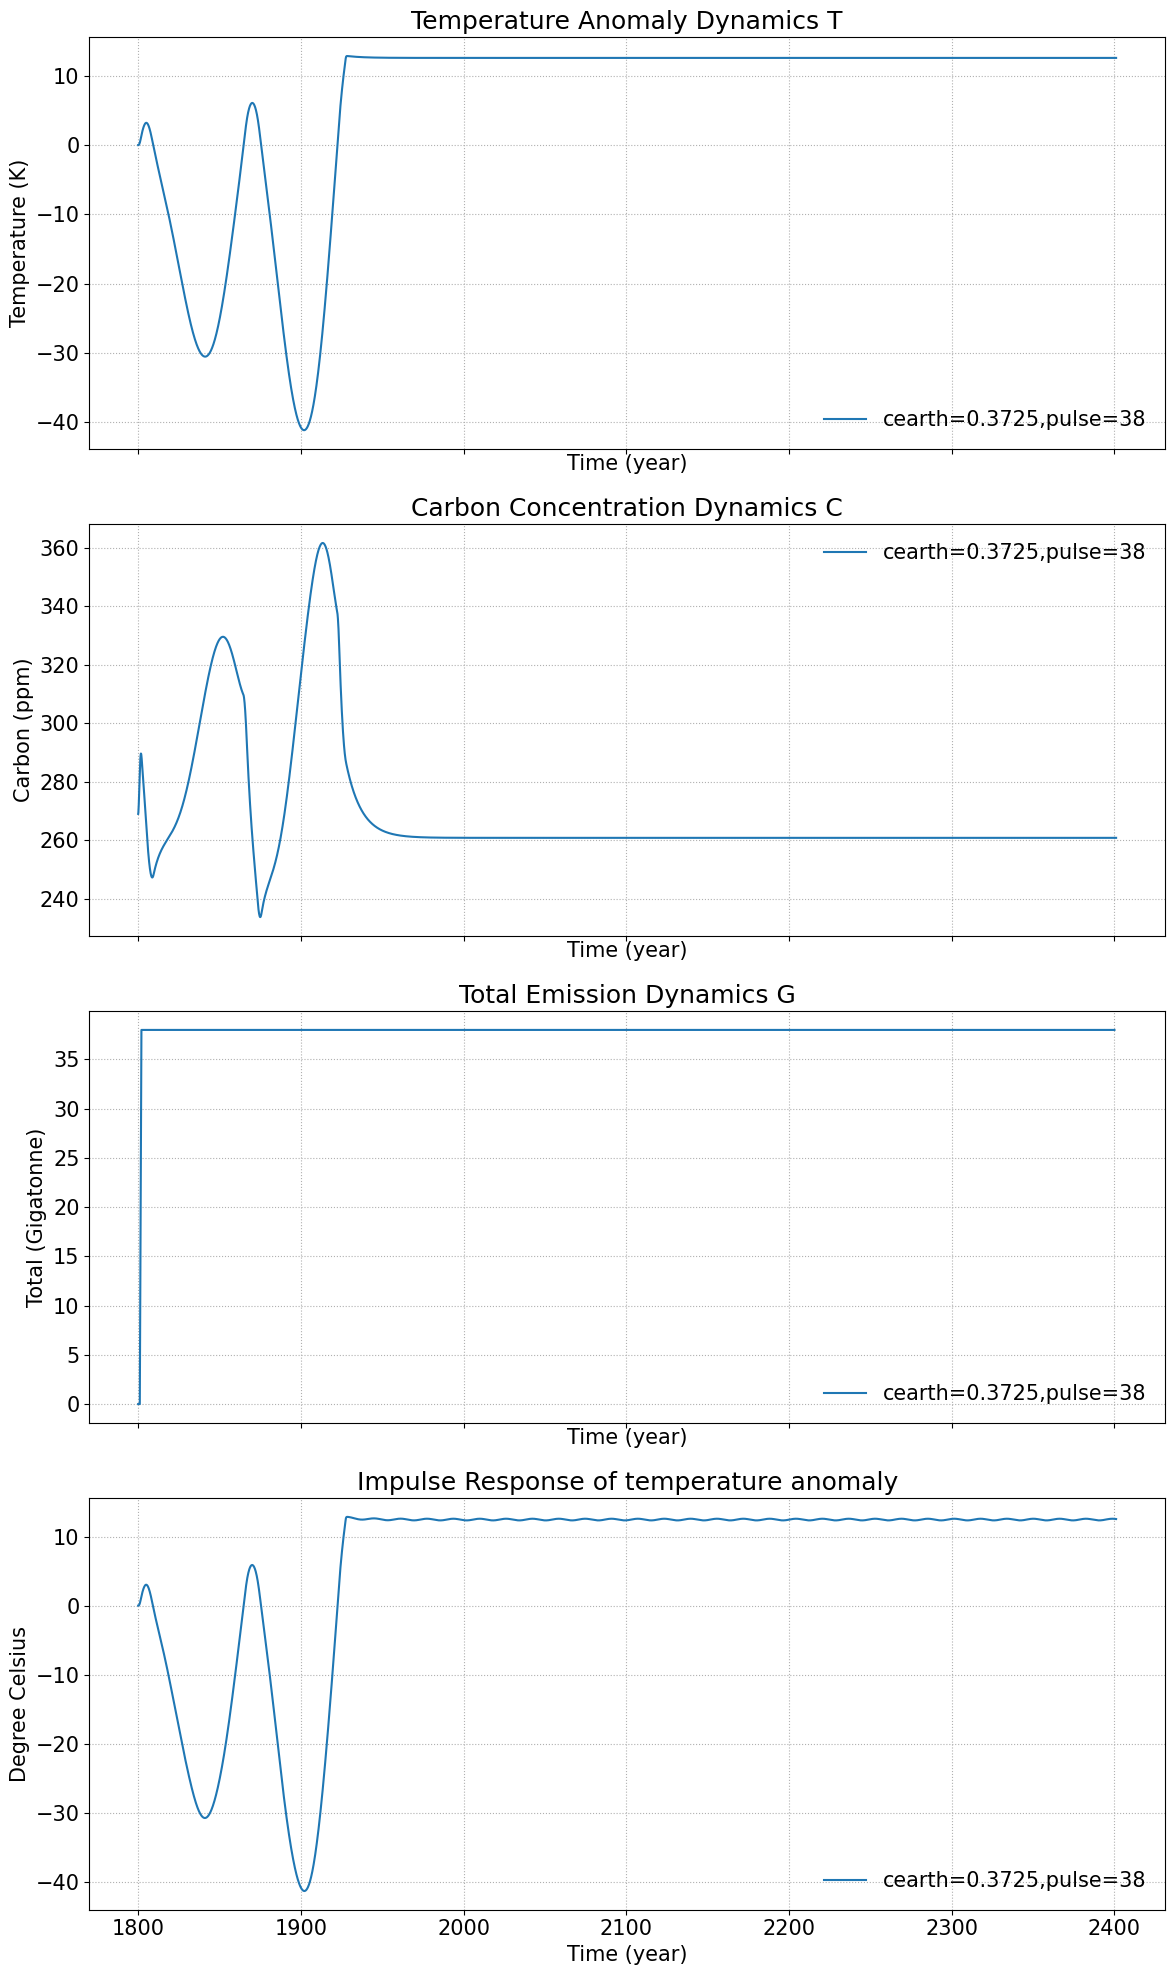 Temperature Anomaly Dynamics T
10
0
−10
−20
−30
−40
Temperature (K)
cearth=0.3725,pulse=38
Time (year)
Carbon Concentration Dynamics C
360
340
320
300
280
260
240
Carbon (ppm)
cearth=0.3725,pulse=38
Time (year)
Total Emission Dynamics G
35
30
25
20
15
10
5
0
Total (Gigatonne)
cearth=0.3725,pulse=38
Time (year)
Impulse Response of temperature anomaly
10
0
−10
−20
−30
−40
Degree Celsius
cearth=0.3725,pulse=38
1800 1900 2000 2100 2200 2300 2400
Time (year)